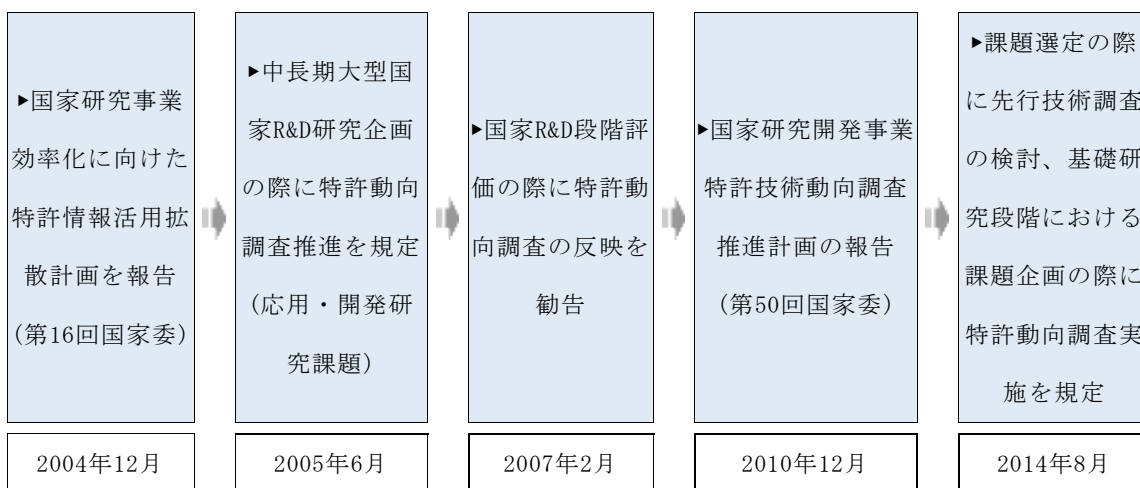 ▶国家研究事業
効率化に向けた
特許情報活用拡
散計画を報告
(第16回国家委)
2004年12月
▶中長期大型国
家R&D研究企画
の際に特許動向
調査推進を規定
(応用・開発研
究課題)
2005年6月
▶国家R&D段階評
価の際に特許動
向調査の反映を
勧告
2007年2月
▶国家研究開発事業
特許技術動向調査
推進計画の報告
(第50回国家委)
2010年12月
▶課題選定の際
に先行技術調査
の検討、基礎研
究段階における
課題企画の際に
特許動向調査実
施を規定
2014年8月